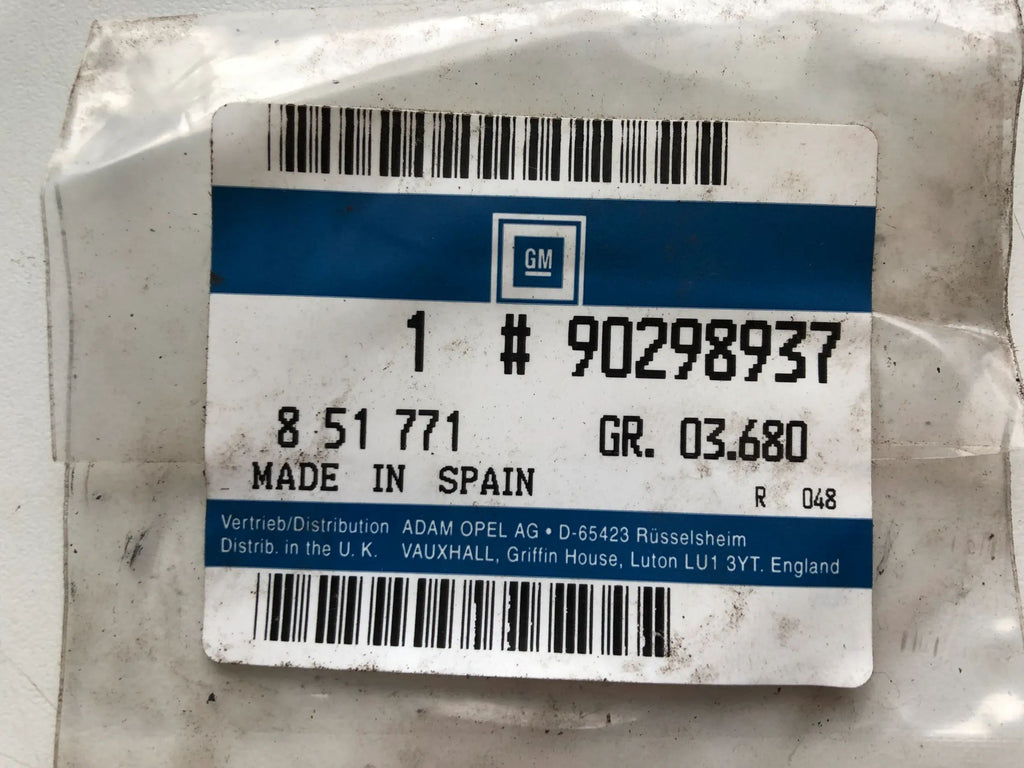 GM
1 # 90298937
8 51 771 GR. 03.680
MADE IN SPAIN R 048
Vertrieb/Distribution ADAM OPEL AG • D-65423 Rüsselsheim
Distrib. in the U. K. VAUXHALL, Griffin House, Luton LU1 3YT. England